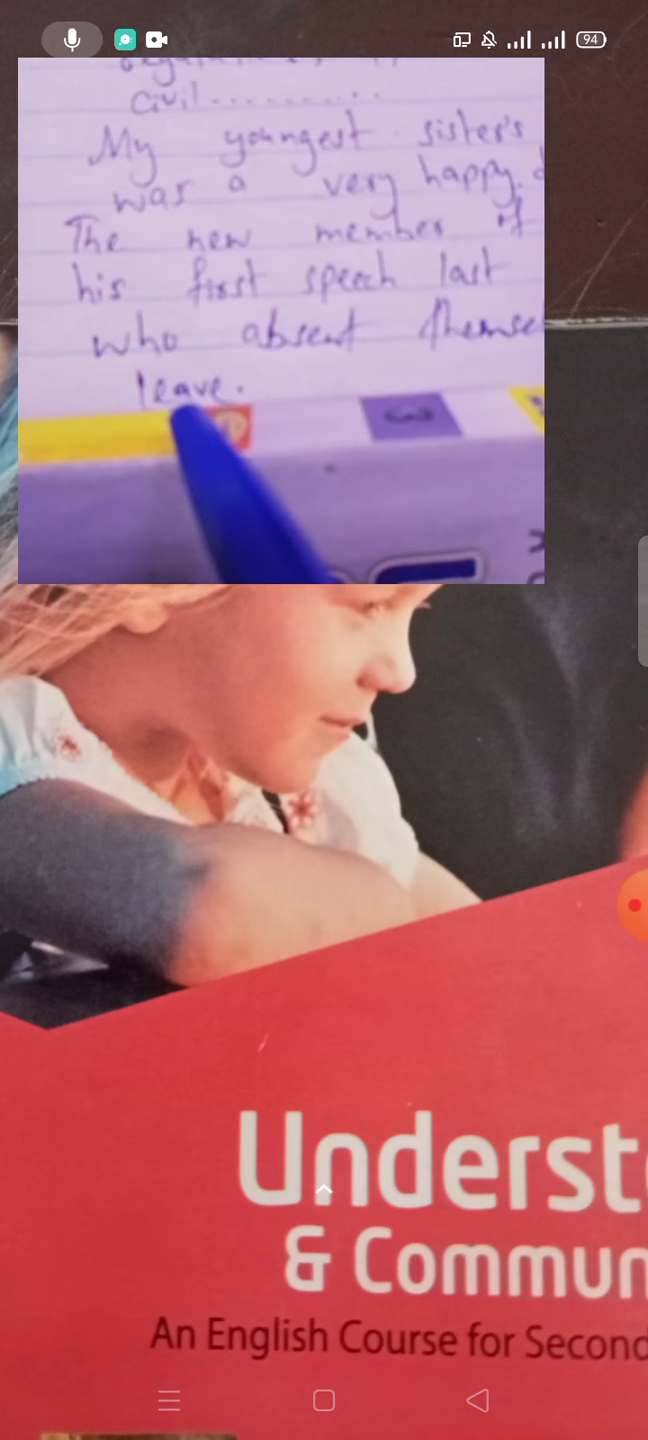 94
civil..........
My youngest sister's
was a very happy.
The new member of
his first speech last
who absent themse
leave.
Underst
& Commun
An English Course for Second